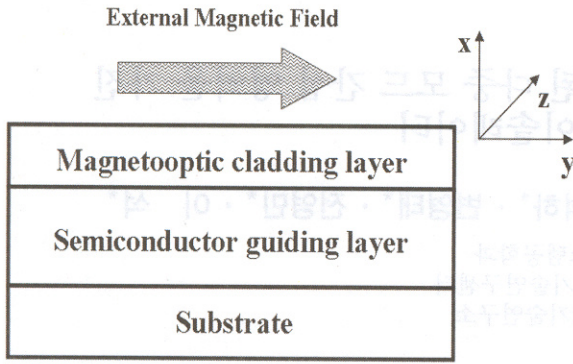 External Magnetic Field
x
z
y
Magnetooptic cladding layer
Semiconductor guiding layer
Substrate